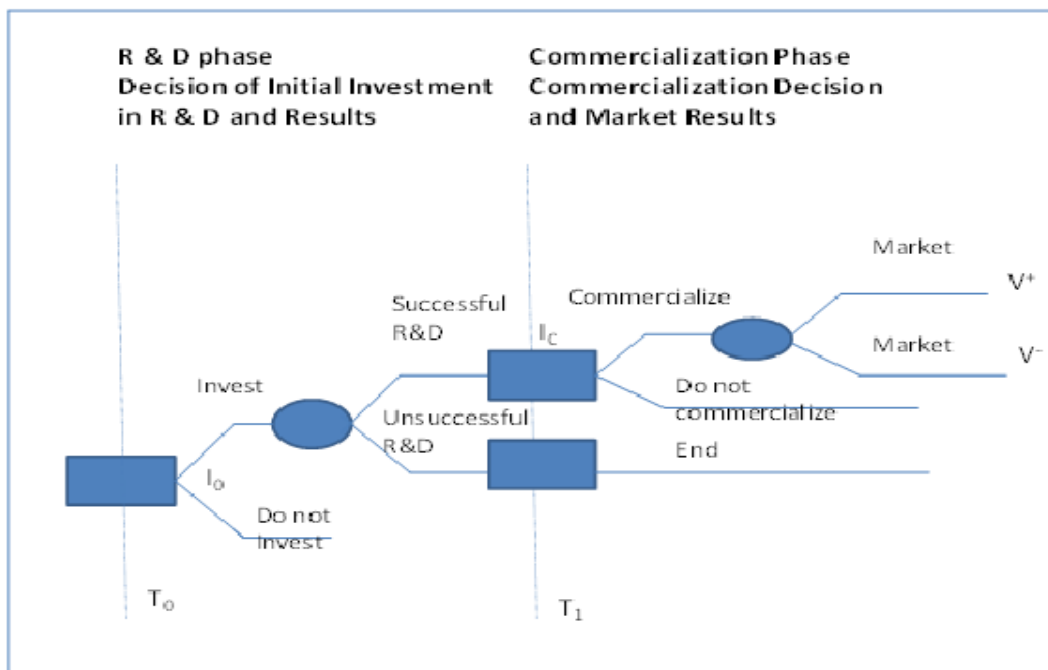 R & D phase
Decision of Initial Investment
in R & D and Results
Commercialization Phase
Commercialization Decision
and Market Results
Market
V⁺
Successful
R&D
Commercialize
I_C
Market
V⁻
Invest
Do not
commercialize
Unsuccessful
R&D
End
I₀
Do not
Invest
T₀
T₁